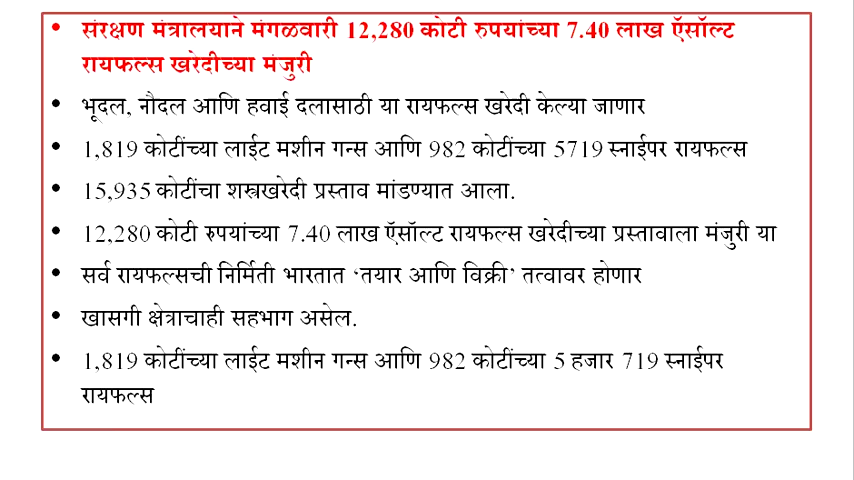 • संरक्षण मंत्रालयाने मंगळवारी 12,280 कोटी रुपयांच्या 7.40 लाख ऍसॉल्ट
रायफल्स खरेदीच्या मंजुरी
• भूदल, नौदल आणि हवाई दलासाठी या रायफल्स खरेदी केल्या जाणार
• 1,819 कोटींच्या लाईट मशीन गन्स आणि 982 कोटींच्या 5719 स्नाईपर रायफल्स
• 15,935 कोटींचा शस्त्रखरेदी प्रस्ताव मांडण्यात आला.
• 12,280 कोटी रुपयांच्या 7.40 लाख ऍसॉल्ट रायफल्स खरेदीच्या प्रस्तावाला मंजुरी या
• सर्व रायफल्सची निर्मिती भारतात ‘तयार आणि विक्री’ तत्वावर होणार
• खासगी क्षेत्राचाही सहभाग असेल.
• 1,819 कोटींच्या लाईट मशीन गन्स आणि 982 कोटींच्या 5 हजार 719 स्नाईपर
रायफल्स